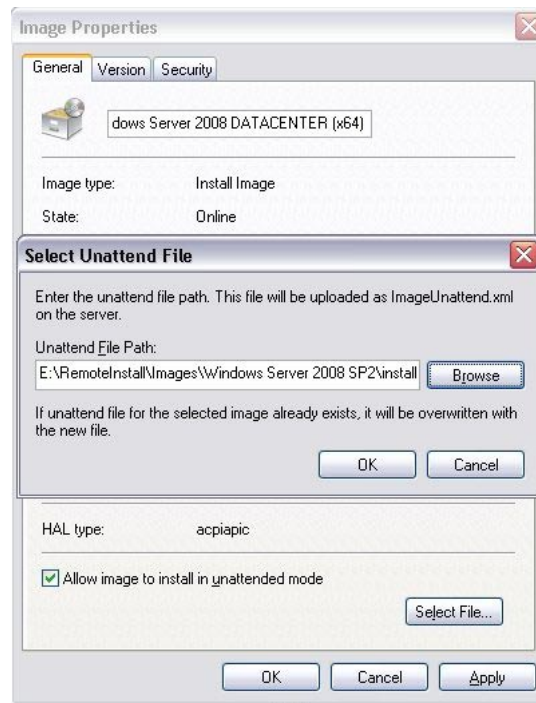 Image Properties
General Version Security
dows Server 2008 DATACENTER (x64)
Image type: Install Image
State: Online
Select Unattend File
Enter the unattend file path. This file will be uploaded as ImageUnattend.xml
on the server.
Unattend File Path:
E:\RemoteInstall\Images\Windows Server 2008 SP2\install
Browse
If unattend file for the selected image already exists, it will be overwritten with
the new file.
OK Cancel
HAL type: acpiapic
Allow image to install in unattended mode
Select File...
OK Cancel Apply